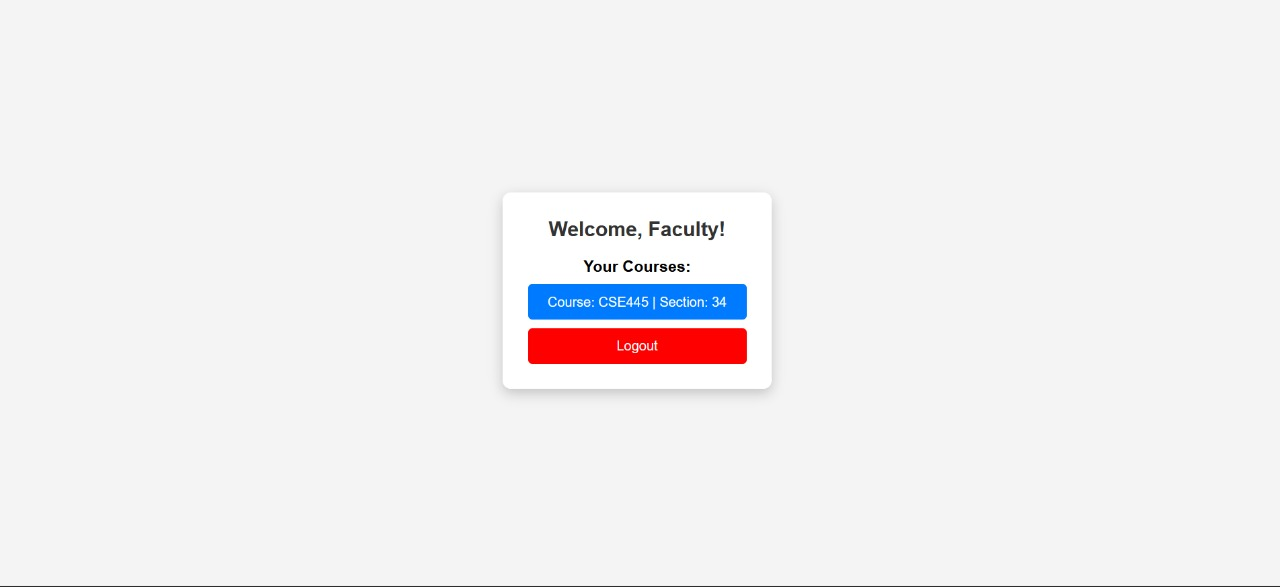 Welcome, Faculty!
Your Courses:
Course: CSE445 | Section: 34
Logout